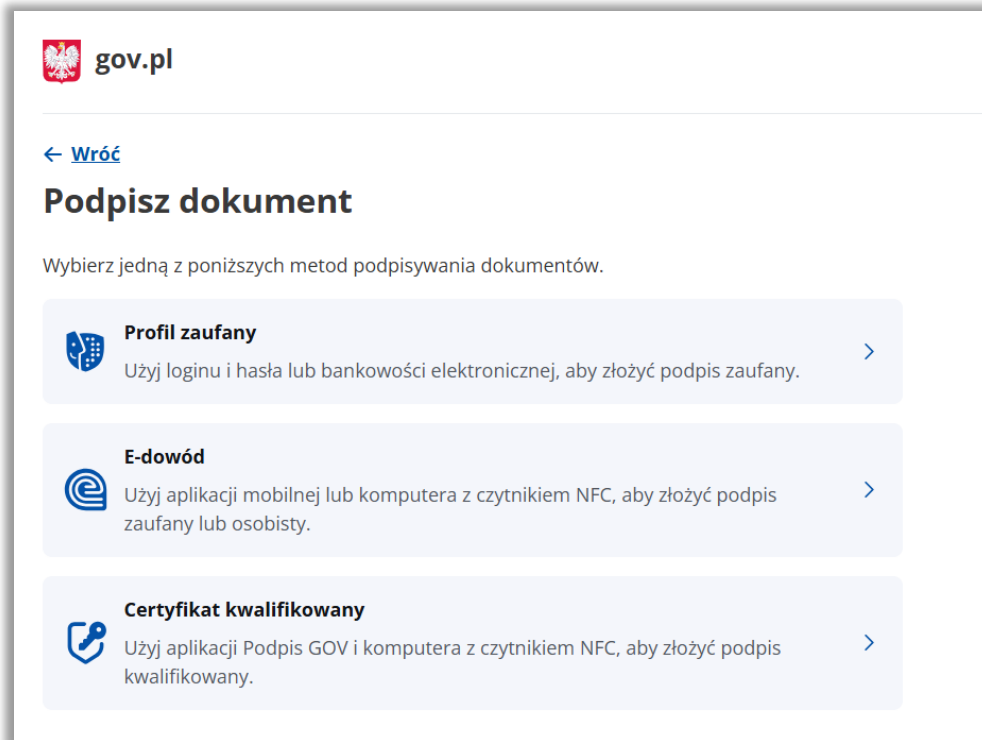 gov.pl
← Wróć
Podpisz dokument
Wybierz jedną z poniższych metod podpisywania dokumentów.
Profil zaufany
Użyj loginu i hasła lub bankowości elektronicznej, aby złożyć podpis zaufany.
E-dowód
Użyj aplikacji mobilnej lub komputera z czytnikiem NFC, aby złożyć podpis
zaufany lub osobisty.
Certyfikat kwalifikowany
Użyj aplikacji Podpis GOV i komputera z czytnikiem NFC, aby złożyć podpis
kwalifikowany.